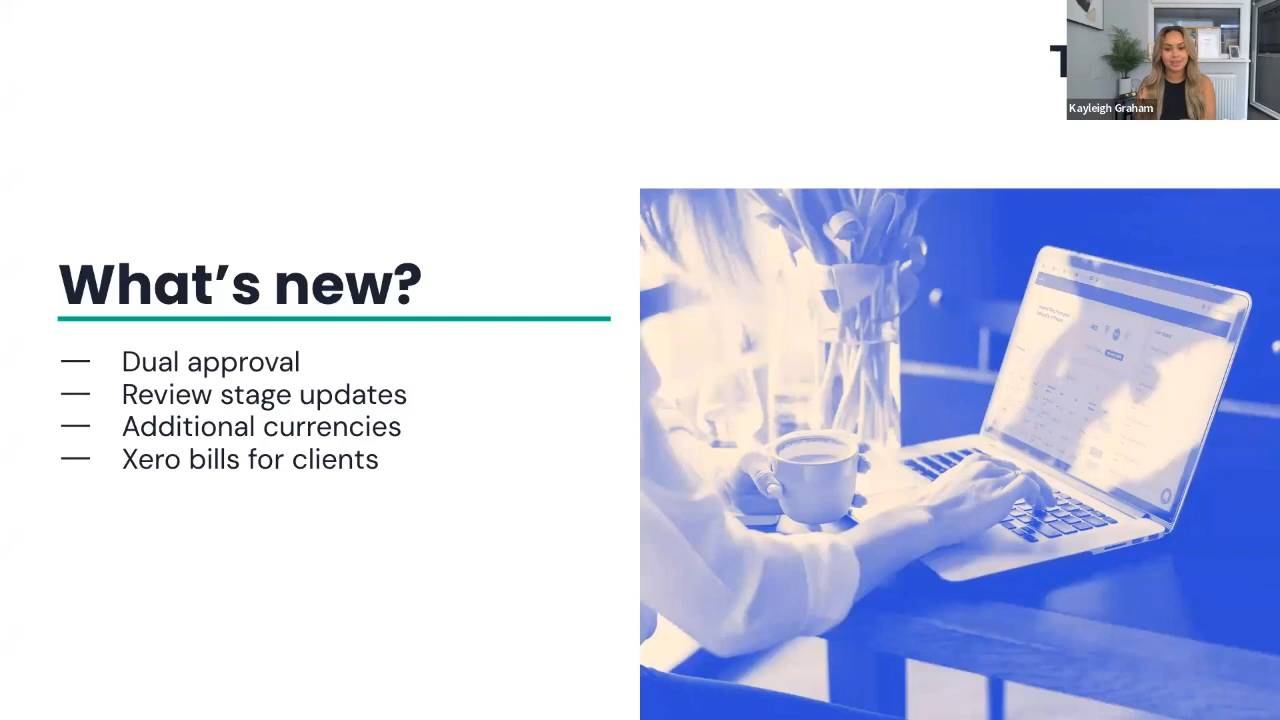 Kayleigh Graham
What's new?
— Dual approval
— Review stage updates
— Additional currencies
— Xero bills for clients